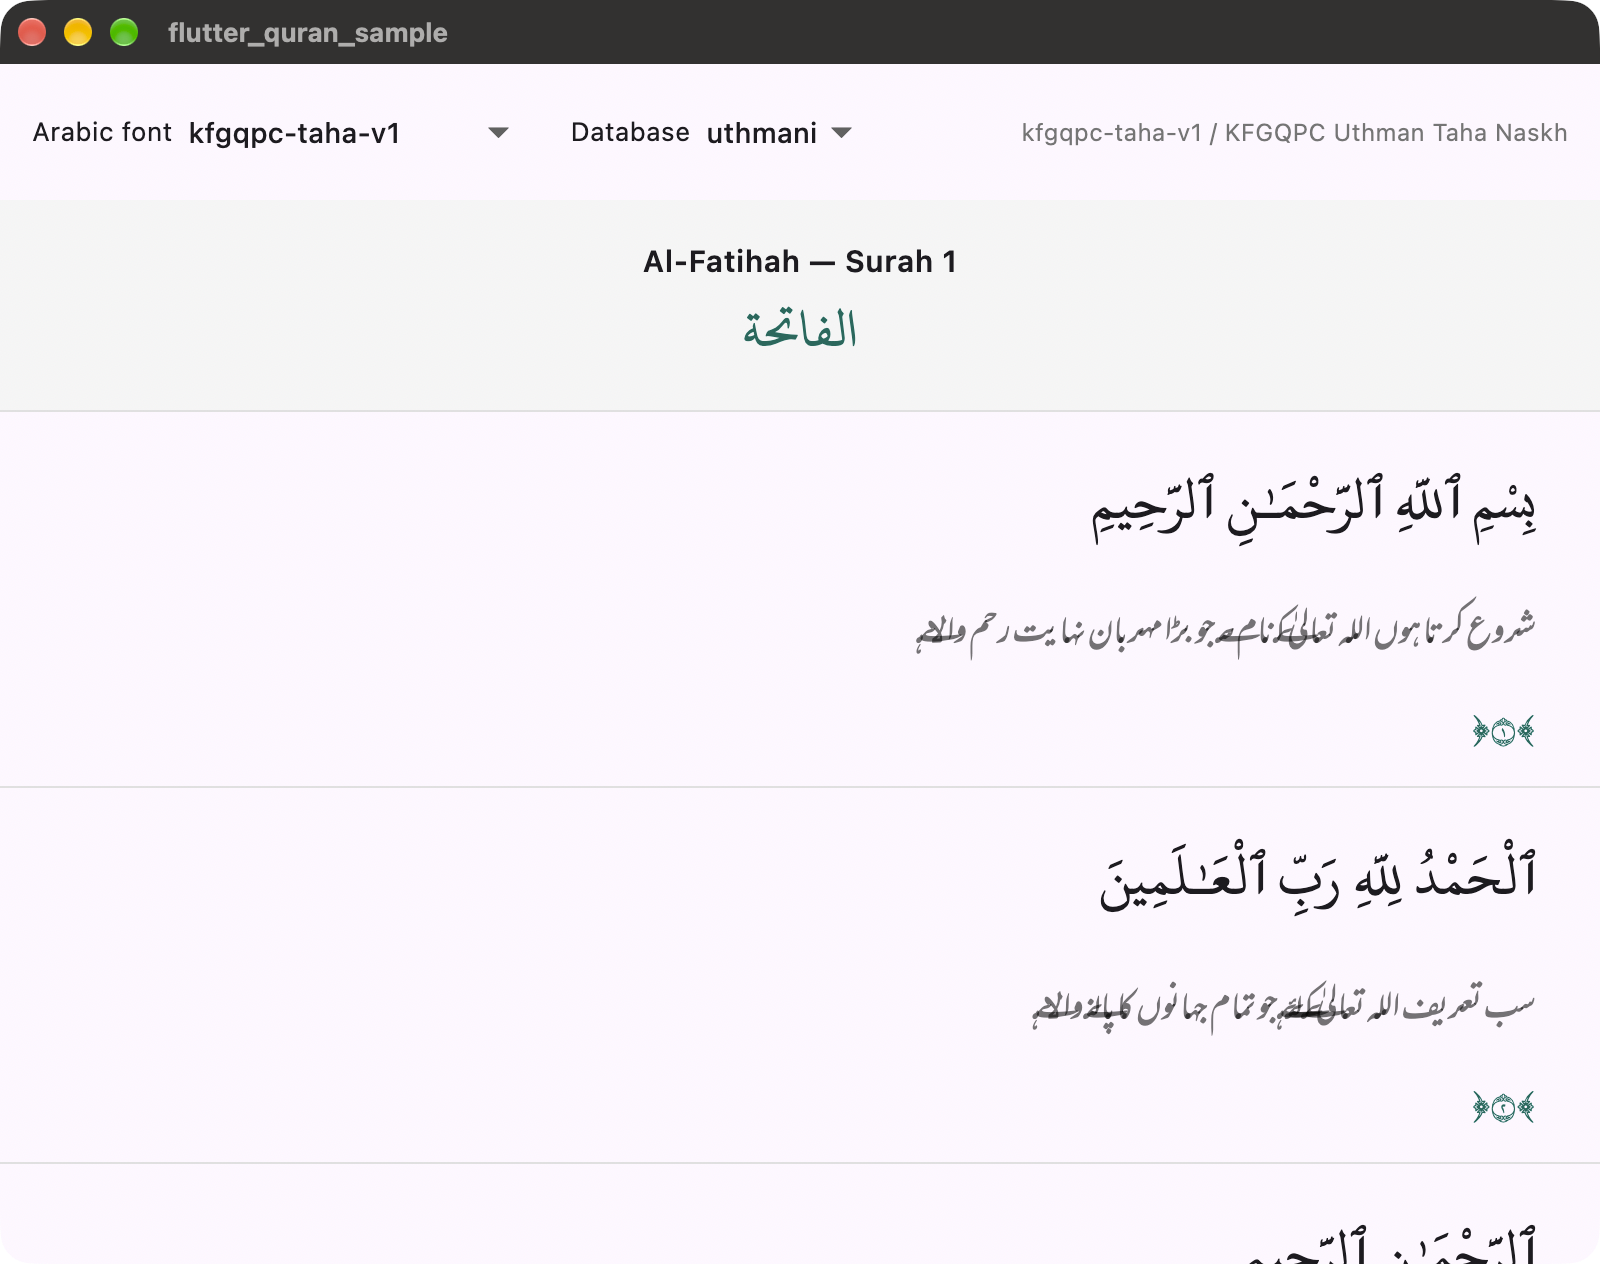 flutter_quran_sample
Arabic font kfgqpc-taha-v1 Database uthmani kfgqpc-taha-v1 / KFGQPC Uthman Taha Naskh
Al-Fatihah — Surah 1
الفاتحة
بِسْمِ ٱللَّهِ ٱلرَّحْمَـٰنِ ٱلرَّحِيمِ
شروع کرتا ہوں اللہ تعالیٰ کے نام سے جو بڑا مہربان نہایت رحم والا ہے
﴿١﴾
ٱلْحَمْدُ لِلَّهِ رَبِّ ٱلْعَـٰلَمِينَ
سب تعریف اللہ تعالیٰ کے لئے ہے جو تمام جہانوں کا پالنے والا ہے
﴿٢﴾
ٱلرَّحْمَـٰنِ ٱلرَّحِيمِ